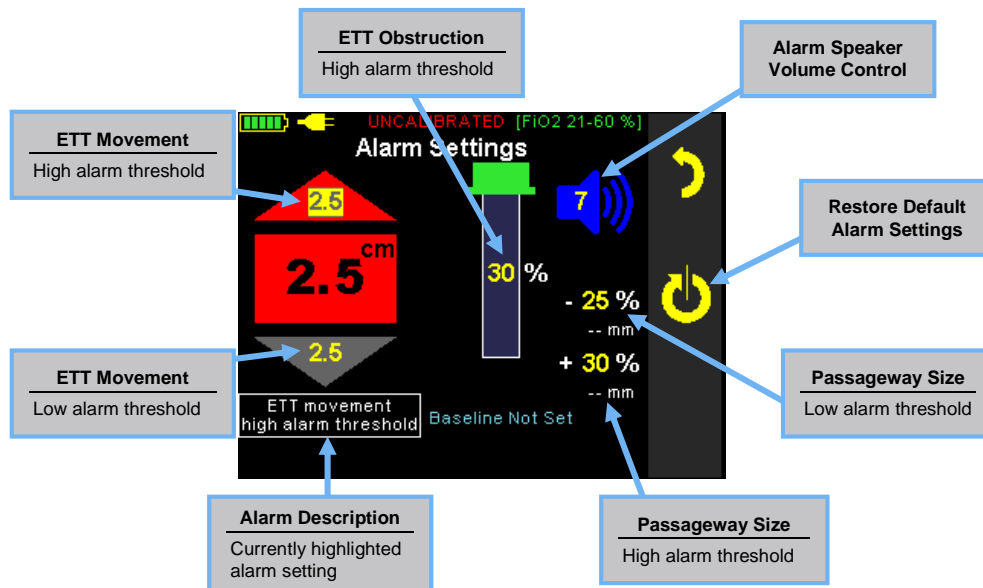 ETT Obstruction
High alarm threshold
Alarm Speaker
Volume Control
ETT Movement
High alarm threshold
UNCALIBRATED [FiO2 21-60 %]
Alarm Settings
2.5
7
Restore Default
Alarm Settings
cm
2.5
30 %
- 25 %
-- mm
2.5
+ 30 %
-- mm
ETT Movement
Low alarm threshold
Passageway Size
Low alarm threshold
ETT movement
high alarm threshold
Baseline Not Set
Alarm Description
Currently highlighted
alarm setting
Passageway Size
High alarm threshold